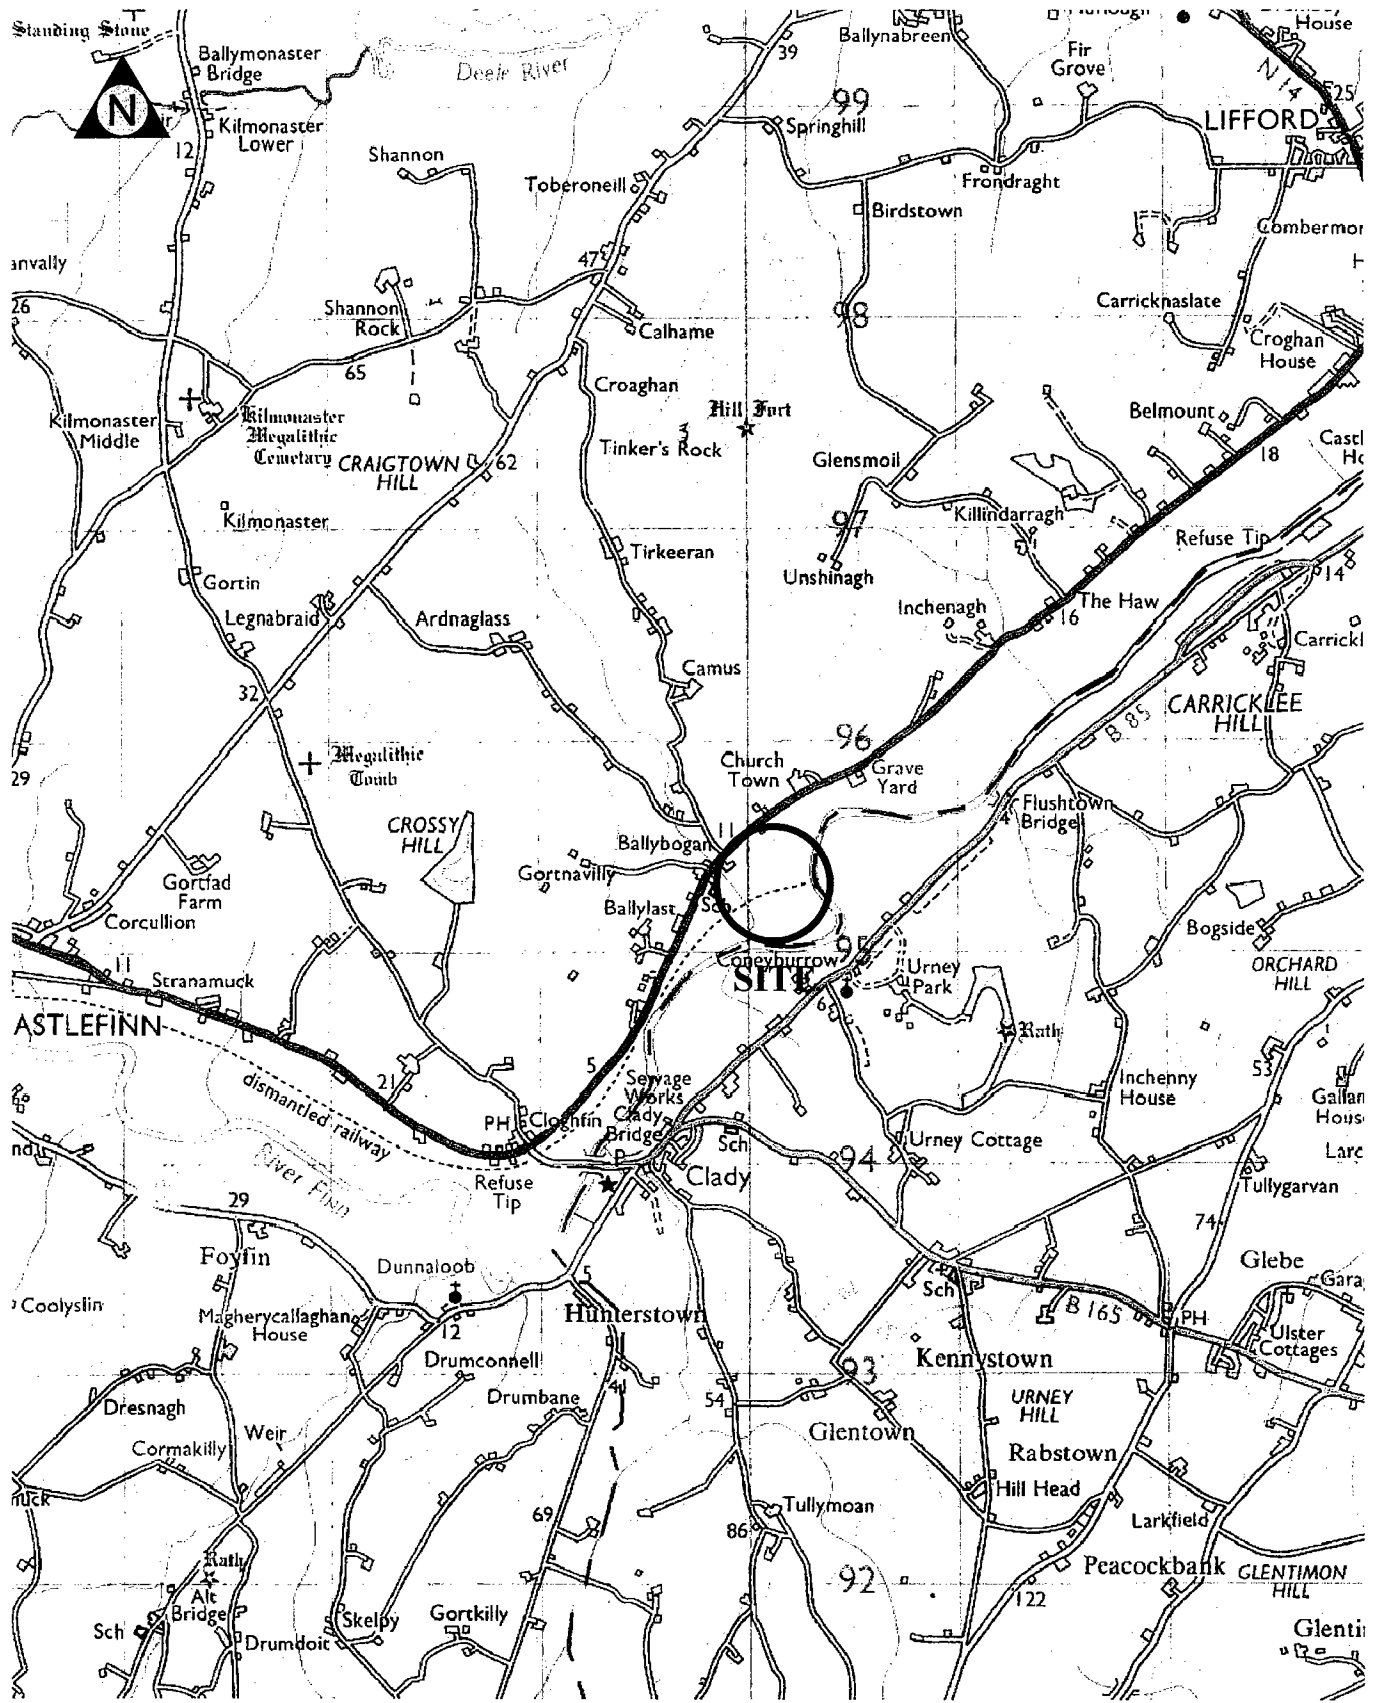 Standing Stone
Ballymonaster
Bridge
Deele River
39
Ballynabreen
Fir
Grove
House
N 14
25
N
Kilmonaster
Lower
12
99
Springhill
LIFFORD
Shannon
Toberoneill
Frondraght
Birdstown
anvally
47
26
Shannon
Rock
Calhame
98
Carricknaslate
Croghan
House
65
Croaghan
Kilmonaster
Middle
Kilmonaster
Megalithic
Cemetary
Hill Fort
Belmount
Tinker's Rock
CRAIGTOWN
HILL
62
Glensmoil
18
Kilmonaster
97
Killindarragh
Refuse Tip
Tirkeeran
Unshinagh
14
Gortin
Legnabraid
Ardnaglass
Inchenagh
The Haw
16
Camus
32
CARRICKLEE
HILL
B 85
Megalithic
Tomb
29
96
Church
Town
Grave
Yard
Flushtown
Bridge
4
CROSSY
HILL
11
Ballybogan
Gortnavilly
Gortfad
Farm
Ballylast
Sch
Corcullion
Bogside
95
11
Stranamuck
Coneyburrow
SITE
Urney
Park
ORCHARD
HILL
6
ASTLEFINN
Rath
53
5
Sewage
Works
Clady
Bridge
21
dismantled railway
Inchenny
House
PH
Cloghfin
P
Sch
Urney Cottage
94
River Finn
Refuse
Tip
Clady
Tullygarvan
29
74
Foyfin
Dunnaloob
5
Glebe
Sch
Coolyslin
Magherycallaghan
House
12
Hunterstown
B 165
PH
Ulster
Cottages
Drumconnell
93
Kennystown
Drumbane
41
54
URNEY
HILL
Dresnagh
Weir
Glentown
Cormakilly
Rabstown
Hill Head
69
Tullymoan
86
Larkfield
Rath
92
Peacockbank
GLENTIMON
HILL
Alt
Bridge
122
Sch
Skelpy
Gortkilly
Drumdoit